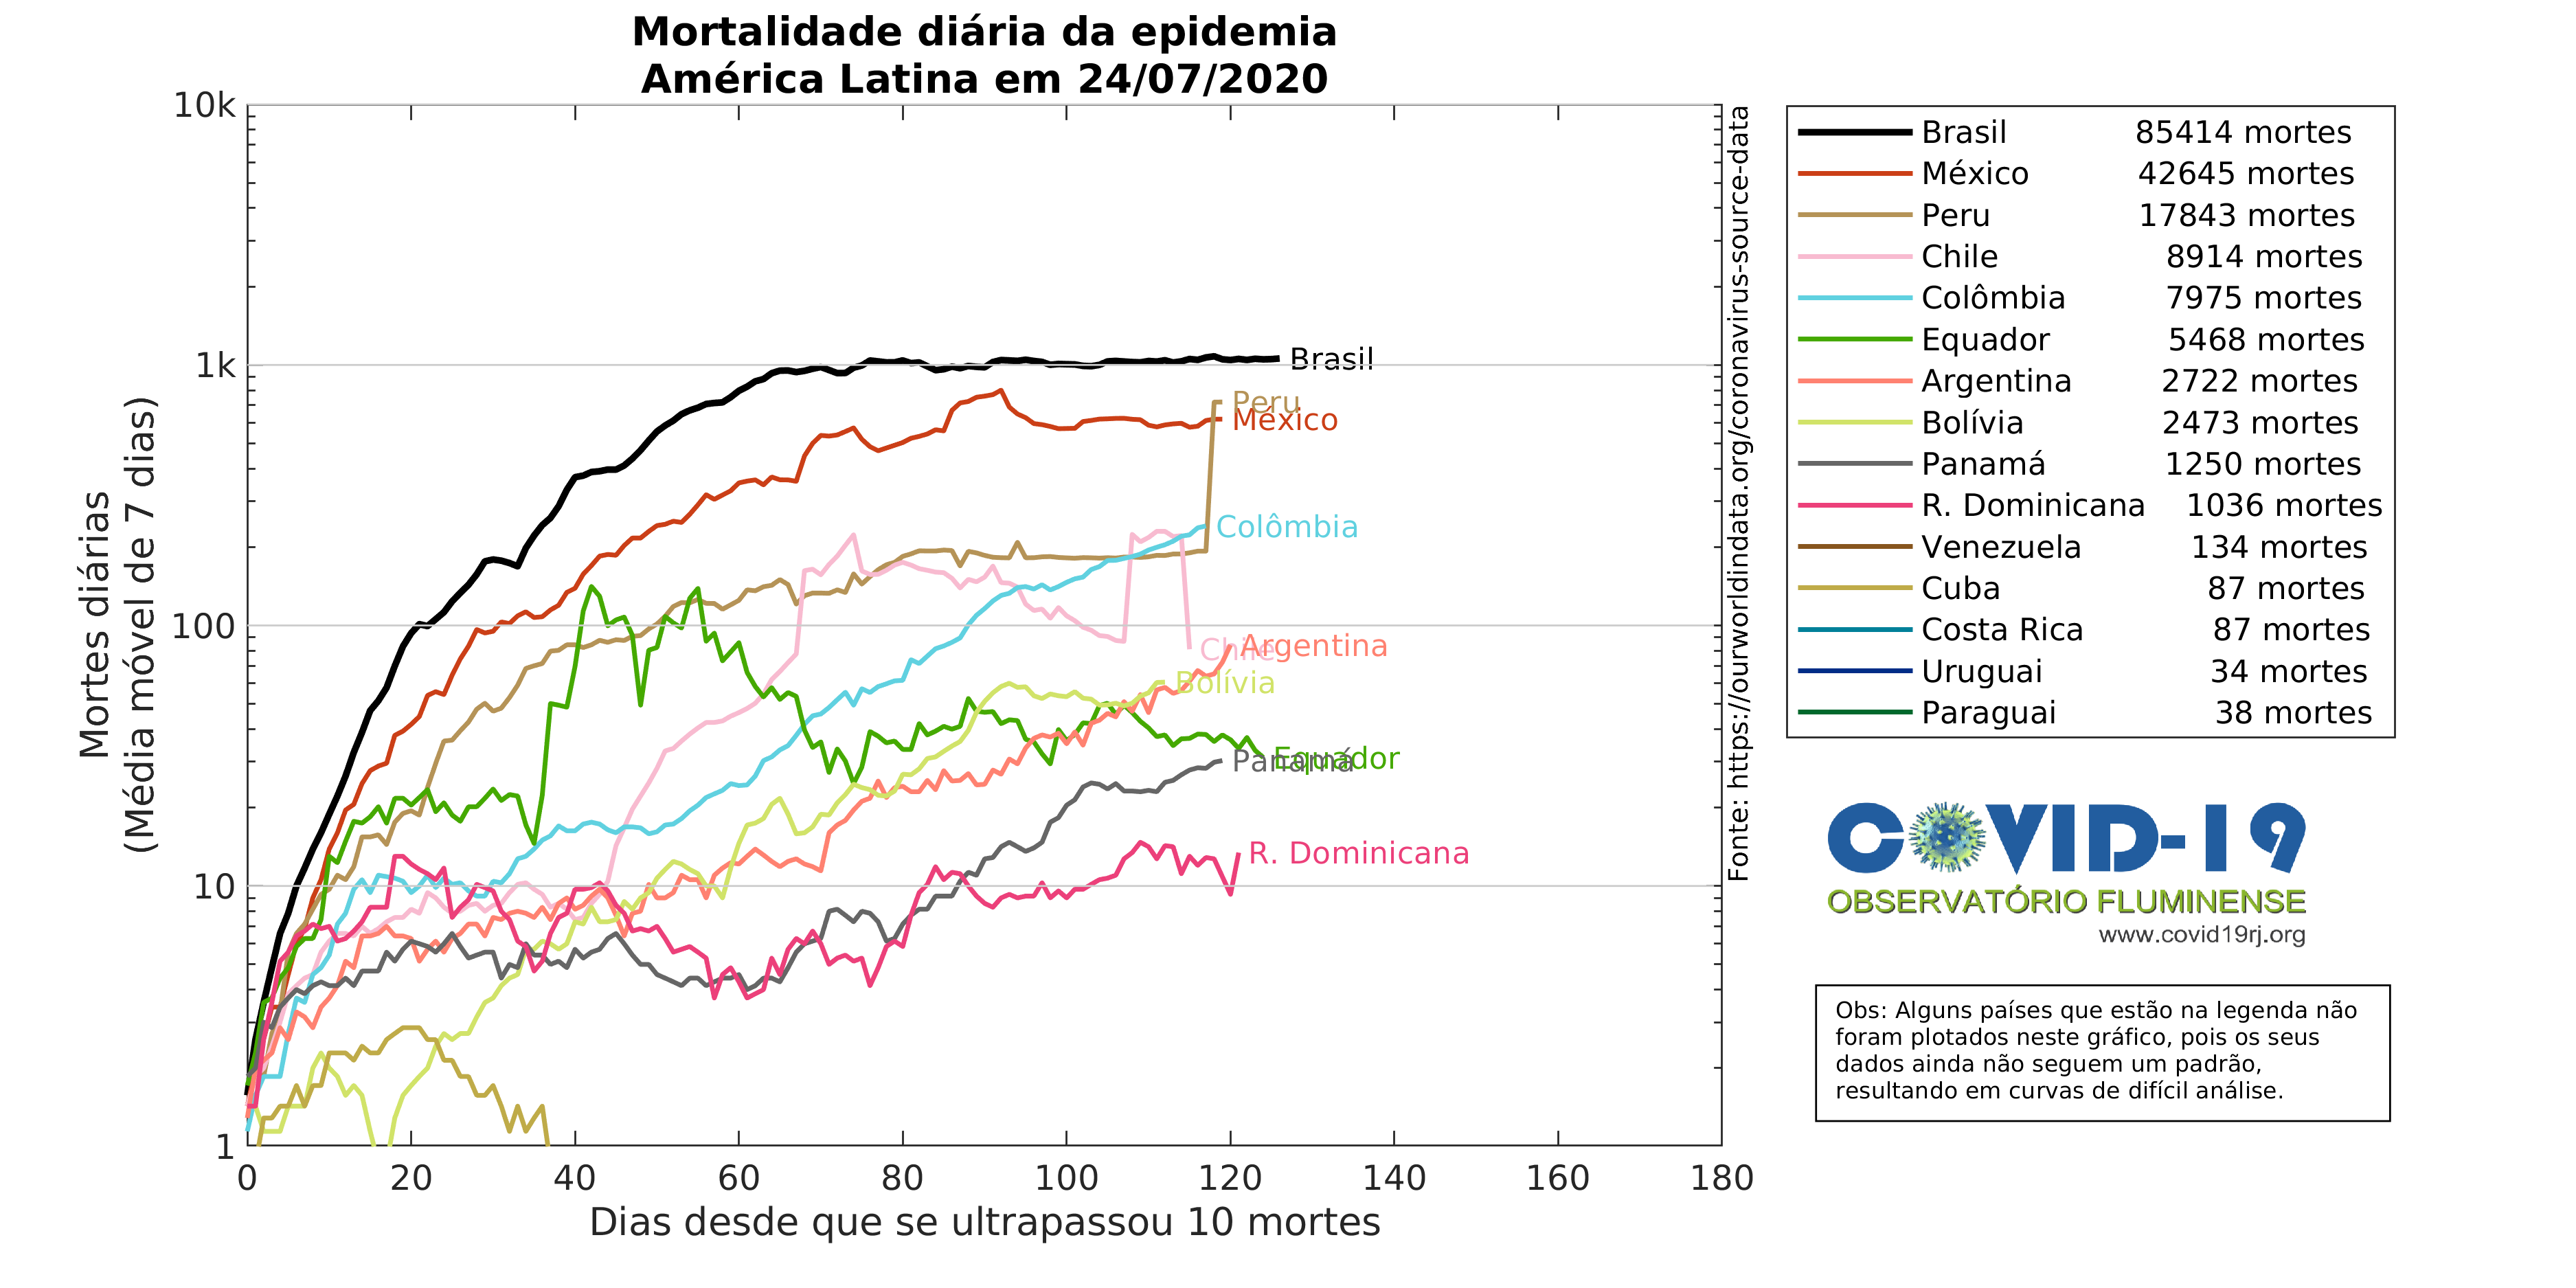 Mortalidade diária da epidemia
América Latina em 24/07/2020
Mortes diárias
(Média móvel de 7 dias)
10k
1k
100
10
1
0 20 40 60 80 100 120 140 160 180
Dias desde que se ultrapassou 10 mortes
Brasil
Peru
México
Colômbia
Chile
Argentina
Bolívia
Panamá
Equador
R. Dominicana
Fonte: https://ourworldindata.org/coronavirus-source-data
Brasil 85414 mortes
México 42645 mortes
Peru 17843 mortes
Chile 8914 mortes
Colômbia 7975 mortes
Equador 5468 mortes
Argentina 2722 mortes
Bolívia 2473 mortes
Panamá 1250 mortes
R. Dominicana 1036 mortes
Venezuela 134 mortes
Cuba 87 mortes
Costa Rica 87 mortes
Uruguai 34 mortes
Paraguai 38 mortes
COVID-19
OBSERVATÓRIO FLUMINENSE
www.covid19rj.org
Obs: Alguns países que estão na legenda não
foram plotados neste gráfico, pois os seus
dados ainda não seguem um padrão,
resultando em curvas de difícil análise.